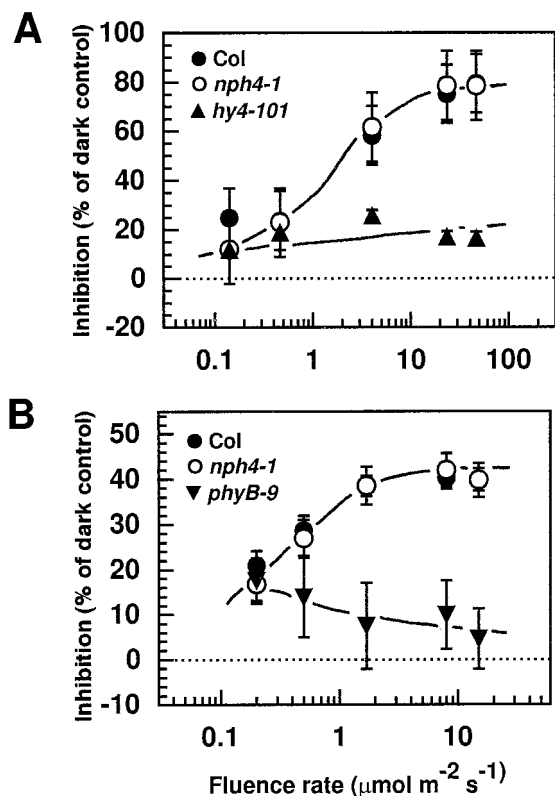 A
Inhibition (% of dark control)
100
80
60
40
20
0
-20
Col
nph4-1
hy4-101
0.1 1 10 100
B
Inhibition (% of dark control)
50
40
30
20
10
0
-10
Col
nph4-1
phyB-9
0.1 1 10
Fluence rate (μmol m⁻² s⁻¹)